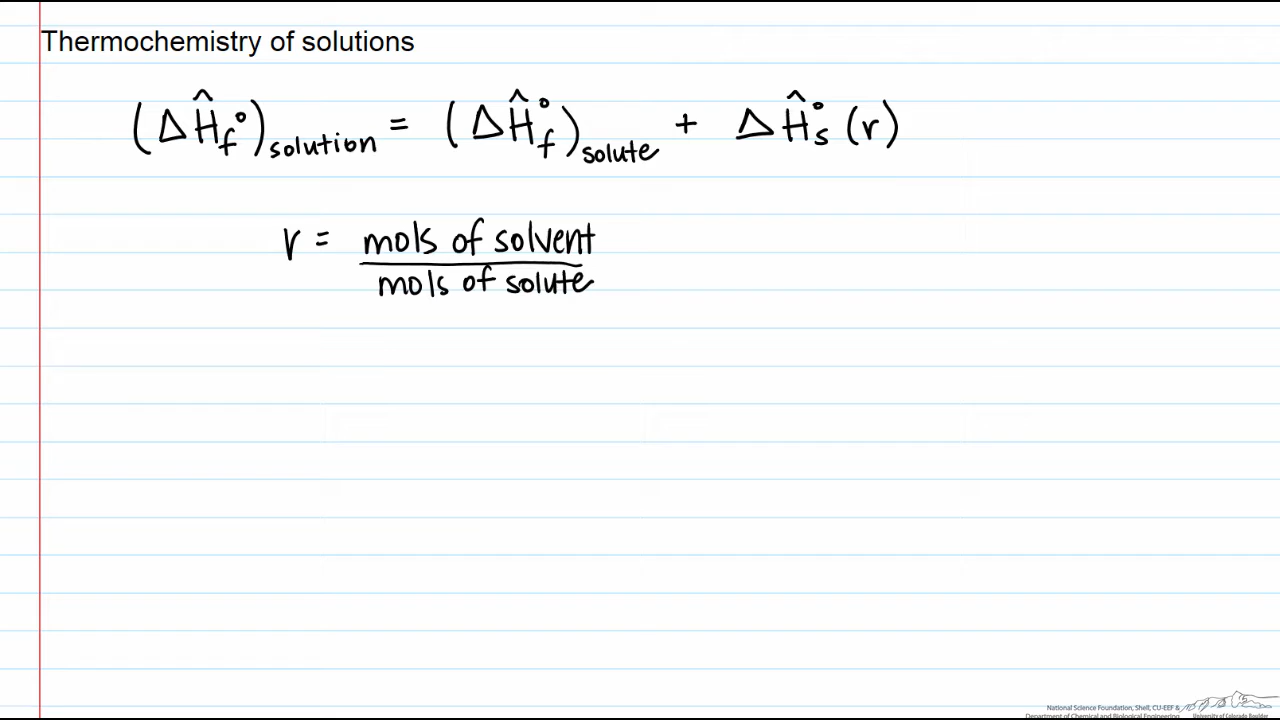 Thermochemistry of solutions
(ΔĤf°)solution = (ΔĤf°)solute + ΔĤs°(r)
r = mols of solvent
mols of solute
National Science Foundation, Shell, CU-EEF &
Department of Chemical and Biological Engineering University of Colorado Boulder